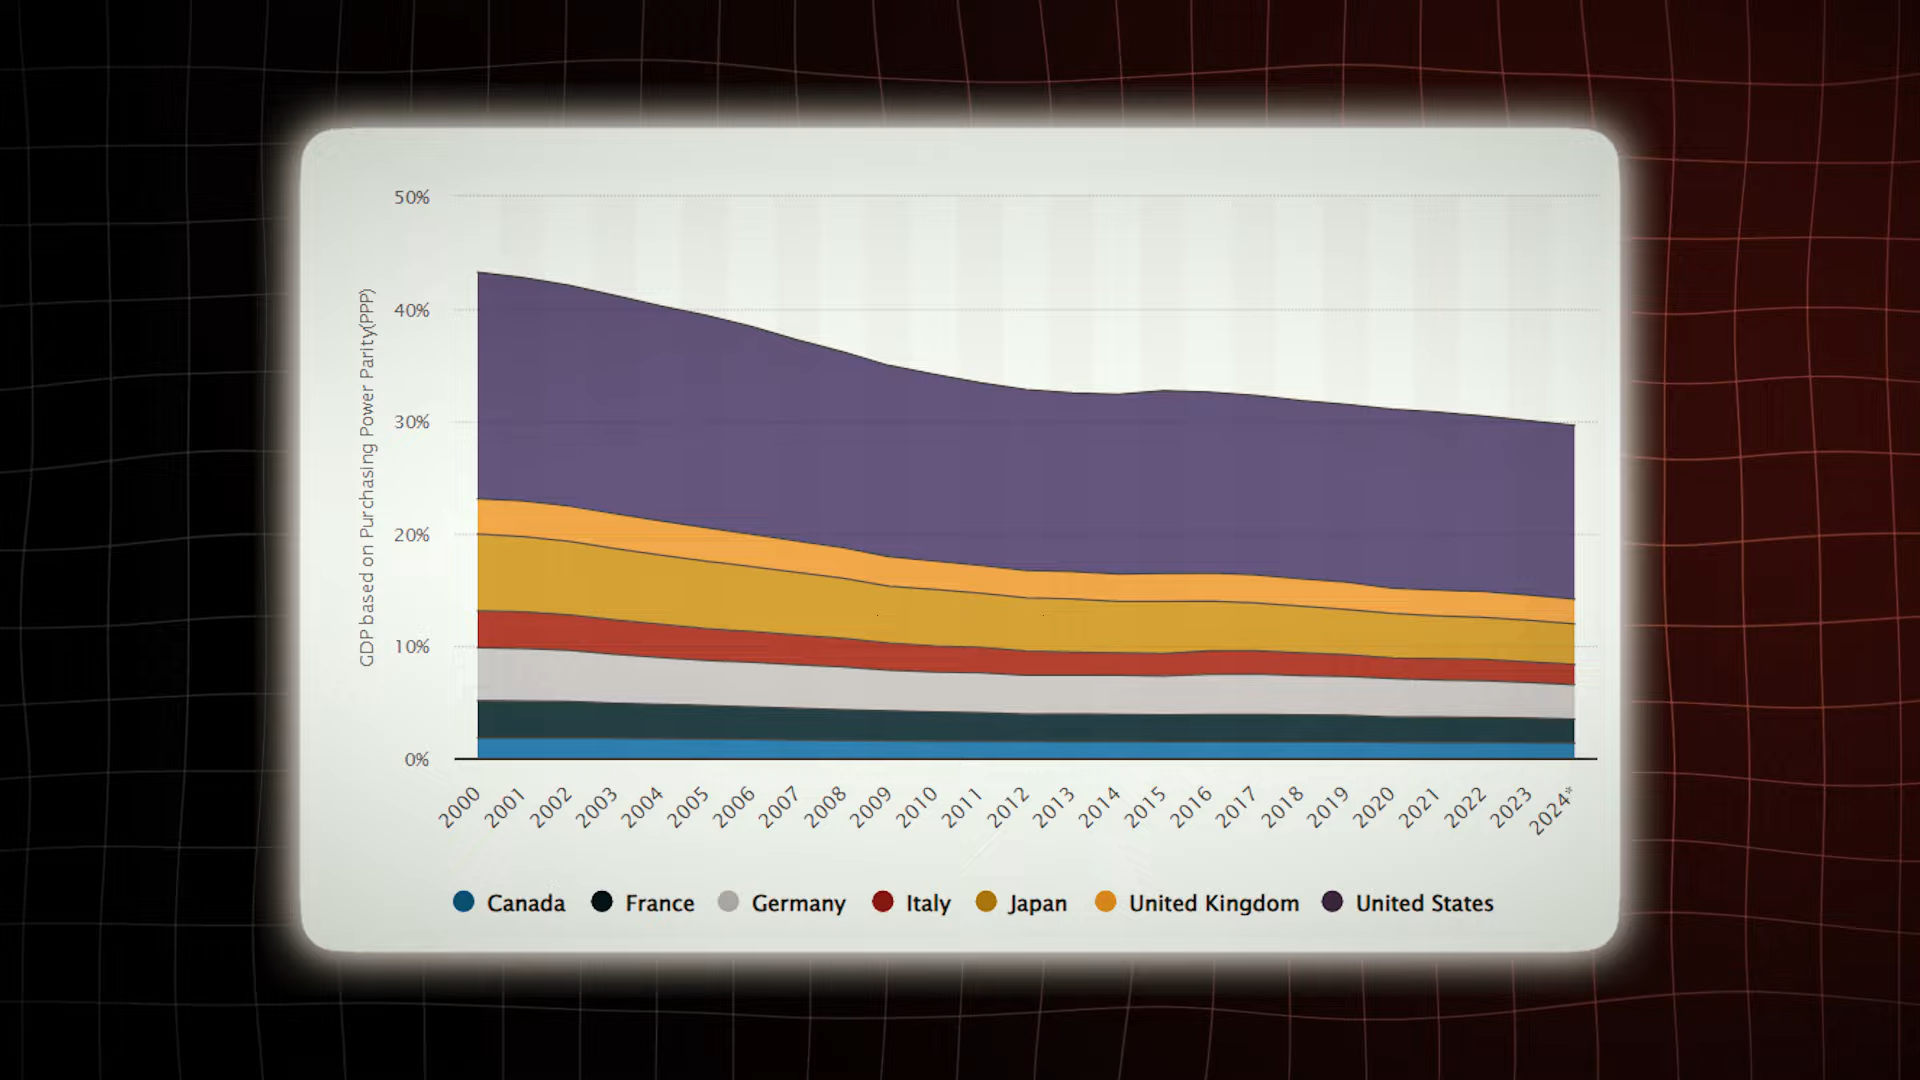 50%
40%
30%
20%
10%
0%
GDP based on Purchasing Power Parity(PPP)
2000 2001 2002 2003 2004 2005 2006 2007 2008 2009 2010 2011 2012 2013 2014 2015 2016 2017 2018 2019 2020 2021 2022 2023 2024*
Canada France Germany Italy Japan United Kingdom United States